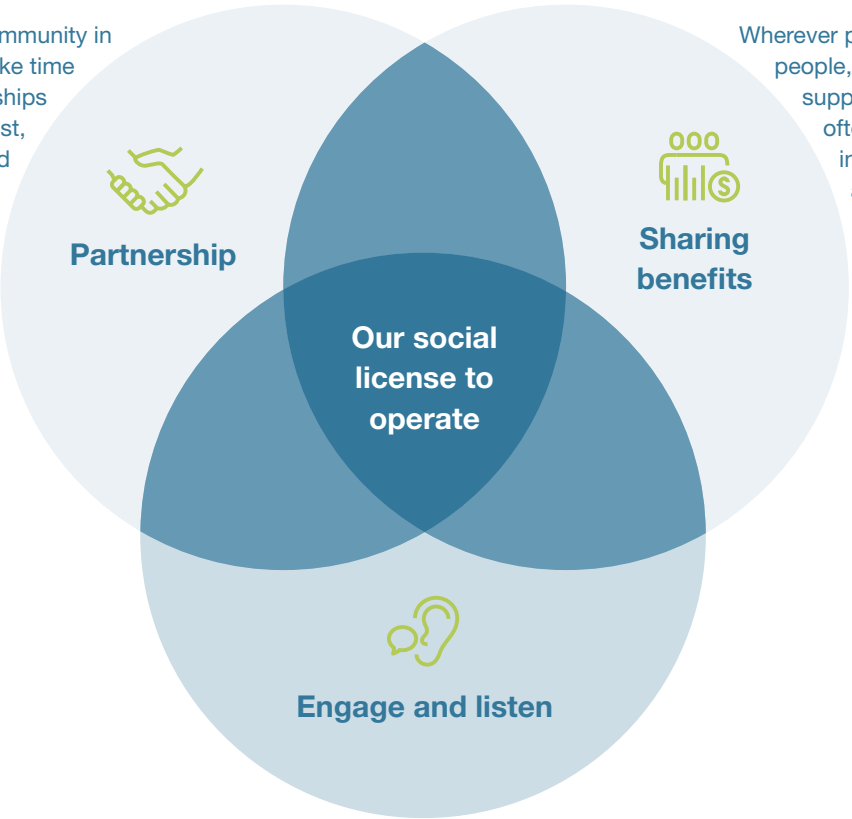 mmunity in
ke time
ships
st,
d
Wherever p
people,
supp
ofte
in
Partnership
Sharing
benefits
Our social
license to
operate
Engage and listen
$